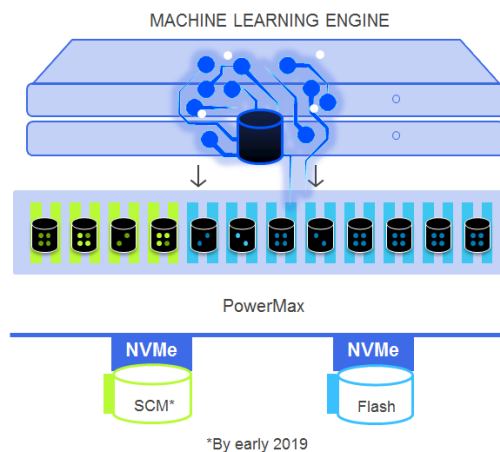 MACHINE LEARNING ENGINE
PowerMax
NVMe
NVMe
SCM*
Flash
*By early 2019